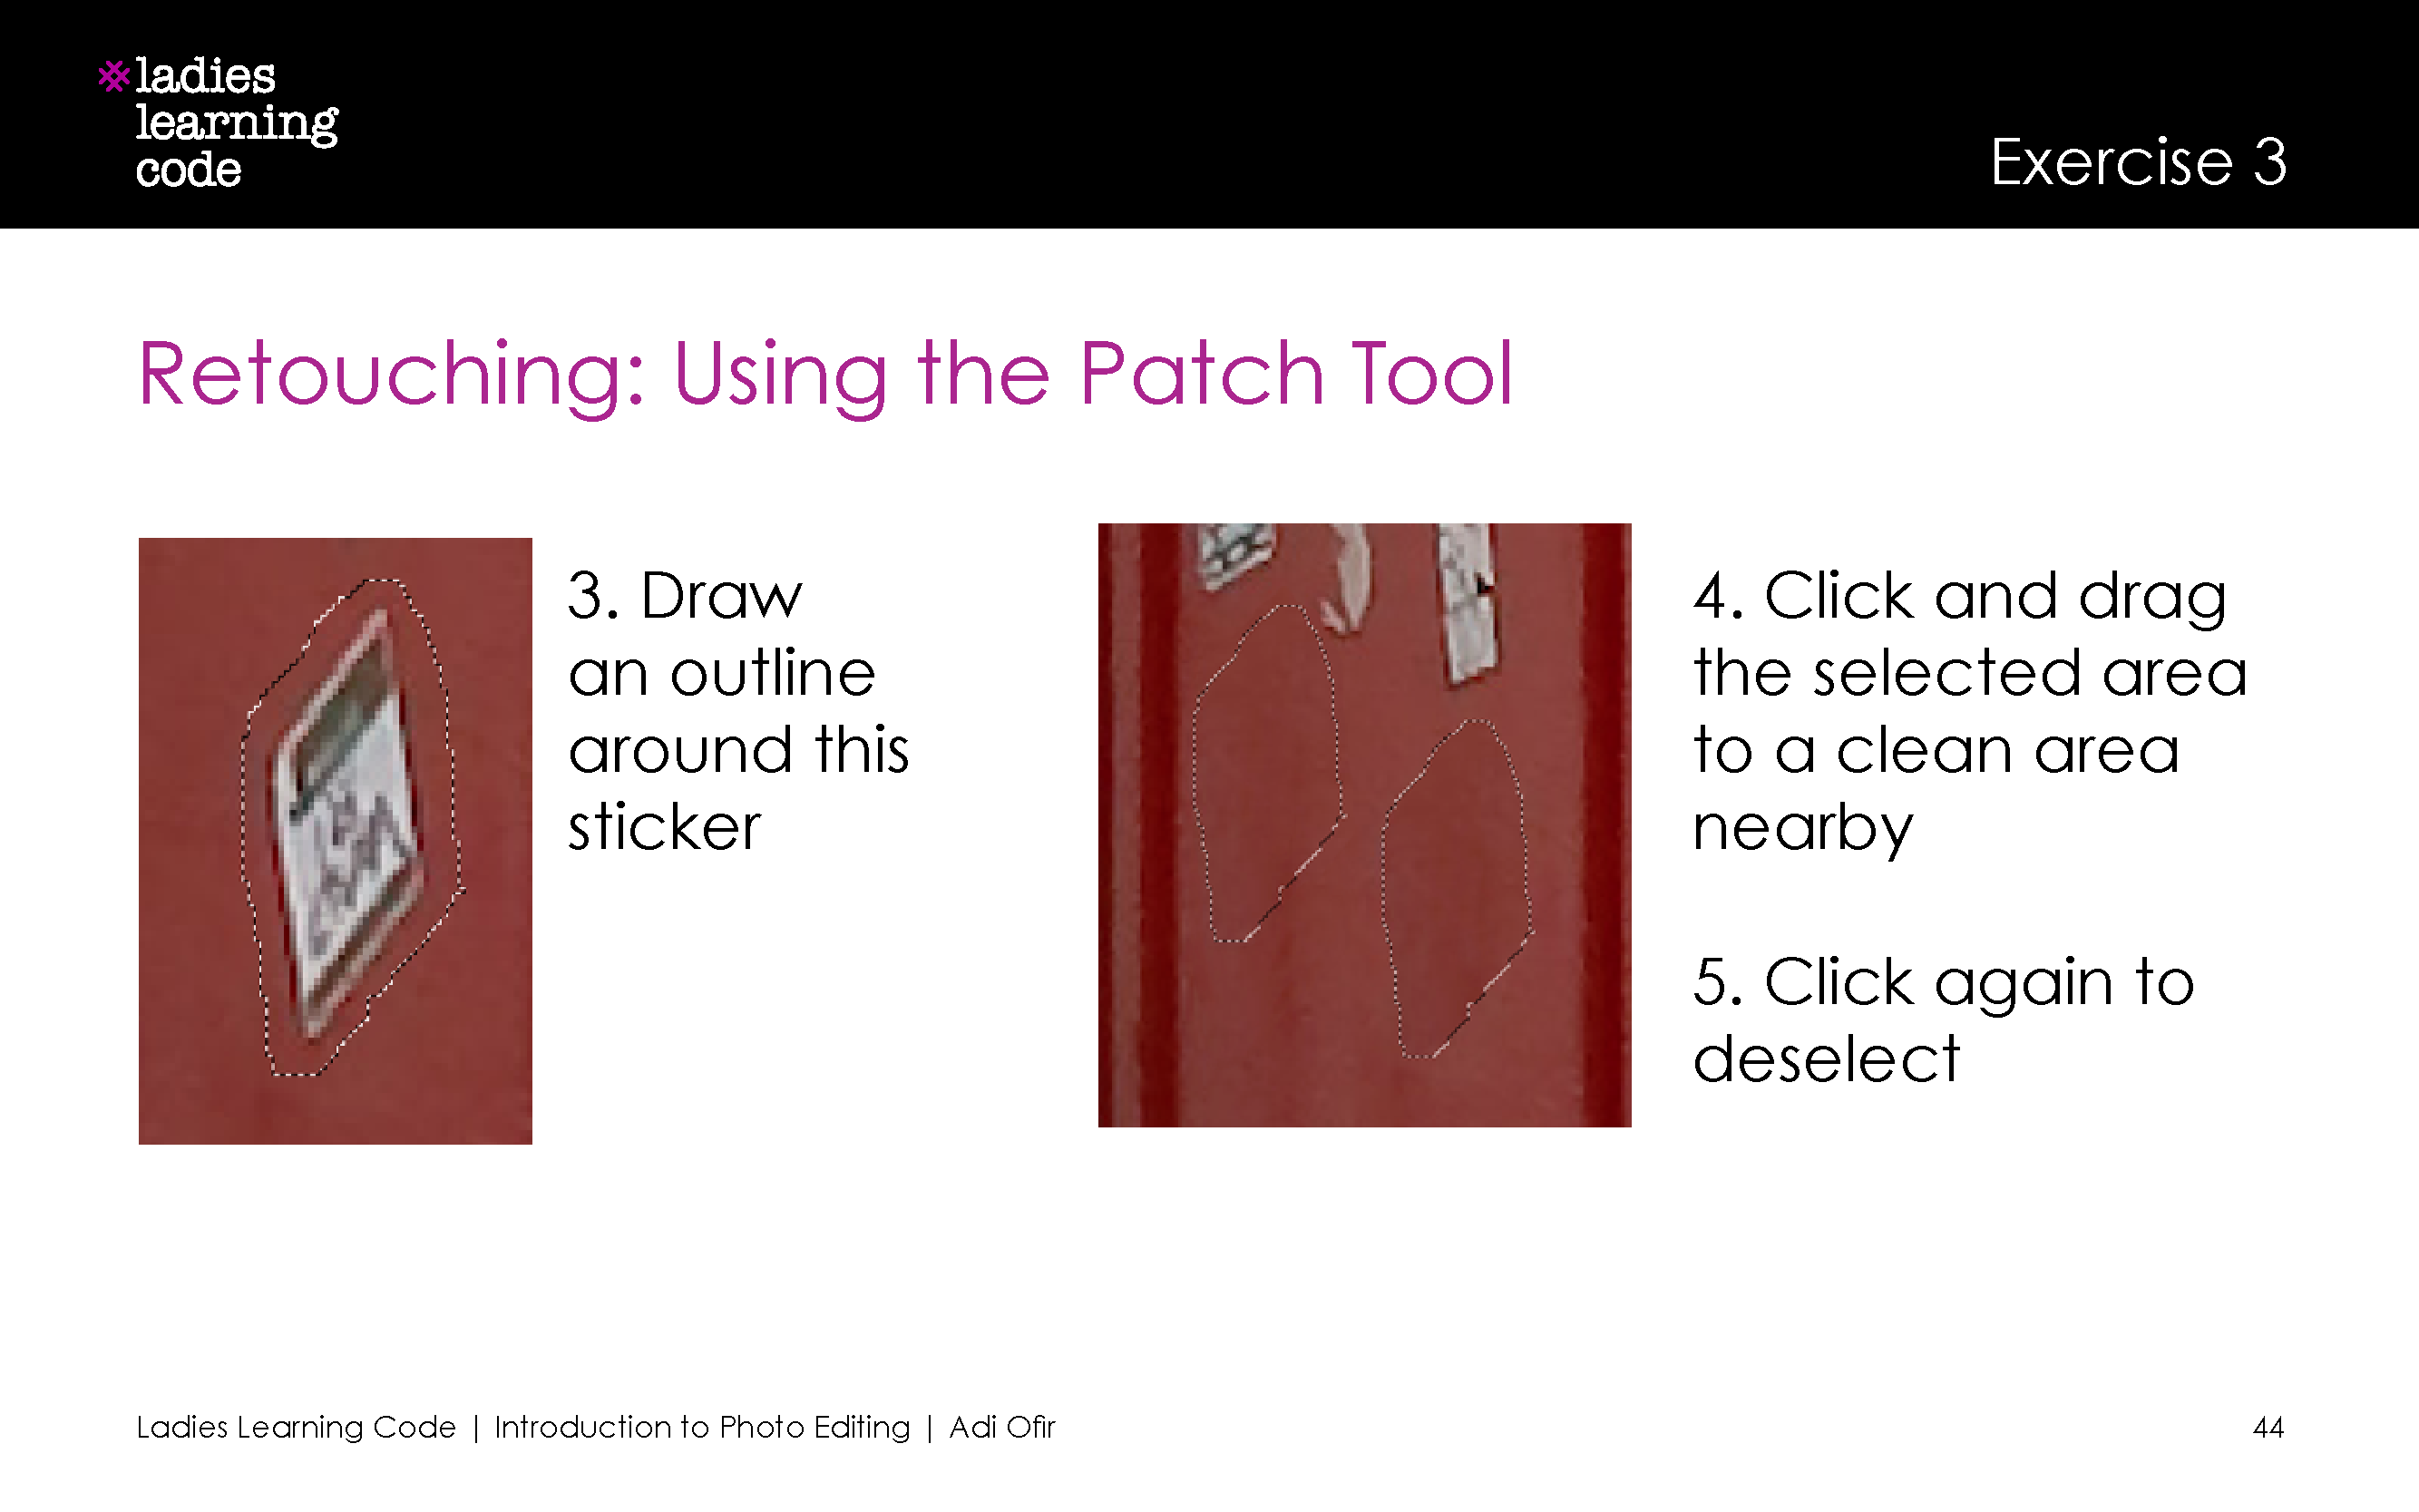 ladies
learning
code
Exercise 3
Retouching: Using the Patch Tool
3. Draw
an outline
around this
sticker
4. Click and drag
the selected area
to a clean area
nearby
5. Click again to
deselect
Ladies Learning Code | Introduction to Photo Editing | Adi Ofir
44